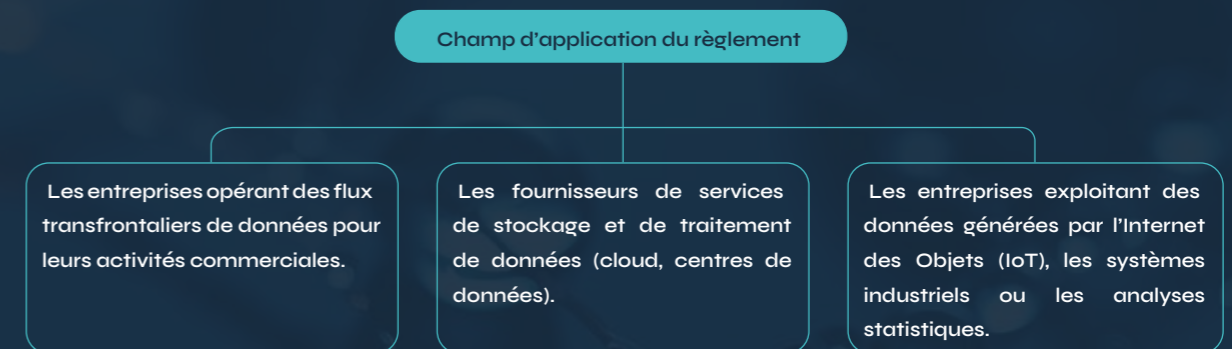 Champ d’application du règlement
Les entreprises opérant des flux
transfrontaliers de données pour
leurs activités commerciales.
Les fournisseurs de services
de stockage et de traitement
de données (cloud, centres de
données).
Les entreprises exploitant des
données générées par l’Internet
des Objets (IoT), les systèmes
industriels ou les analyses
statistiques.